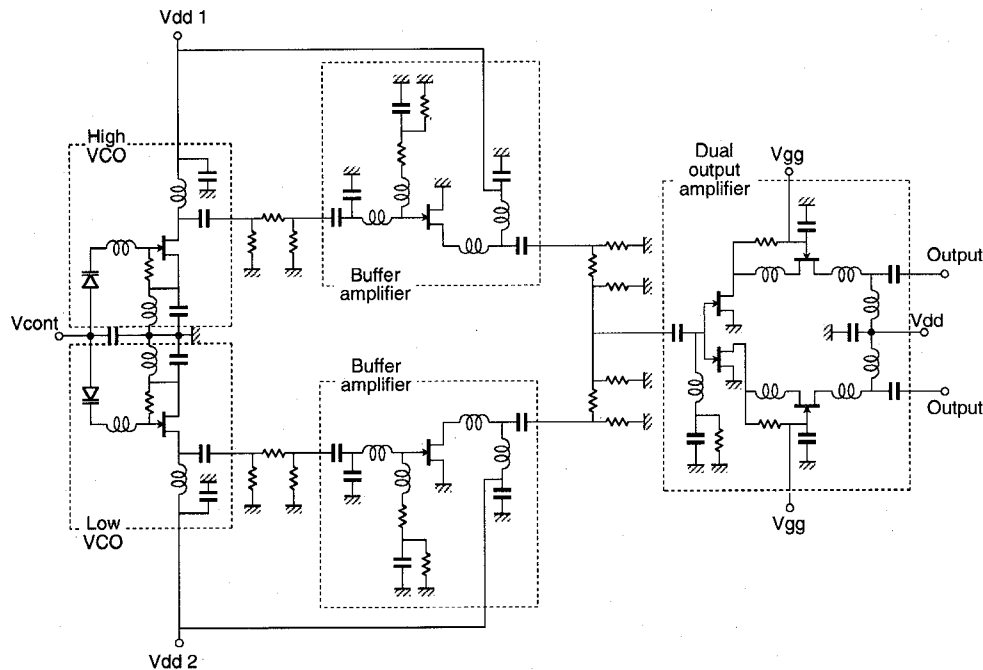 Vdd 1
High
VCO
Buffer
amplifier
Dual
output
amplifier
Vgg
Output
Vcont
Vdd
Buffer
amplifier
Output
Low
VCO
Vgg
Vdd 2